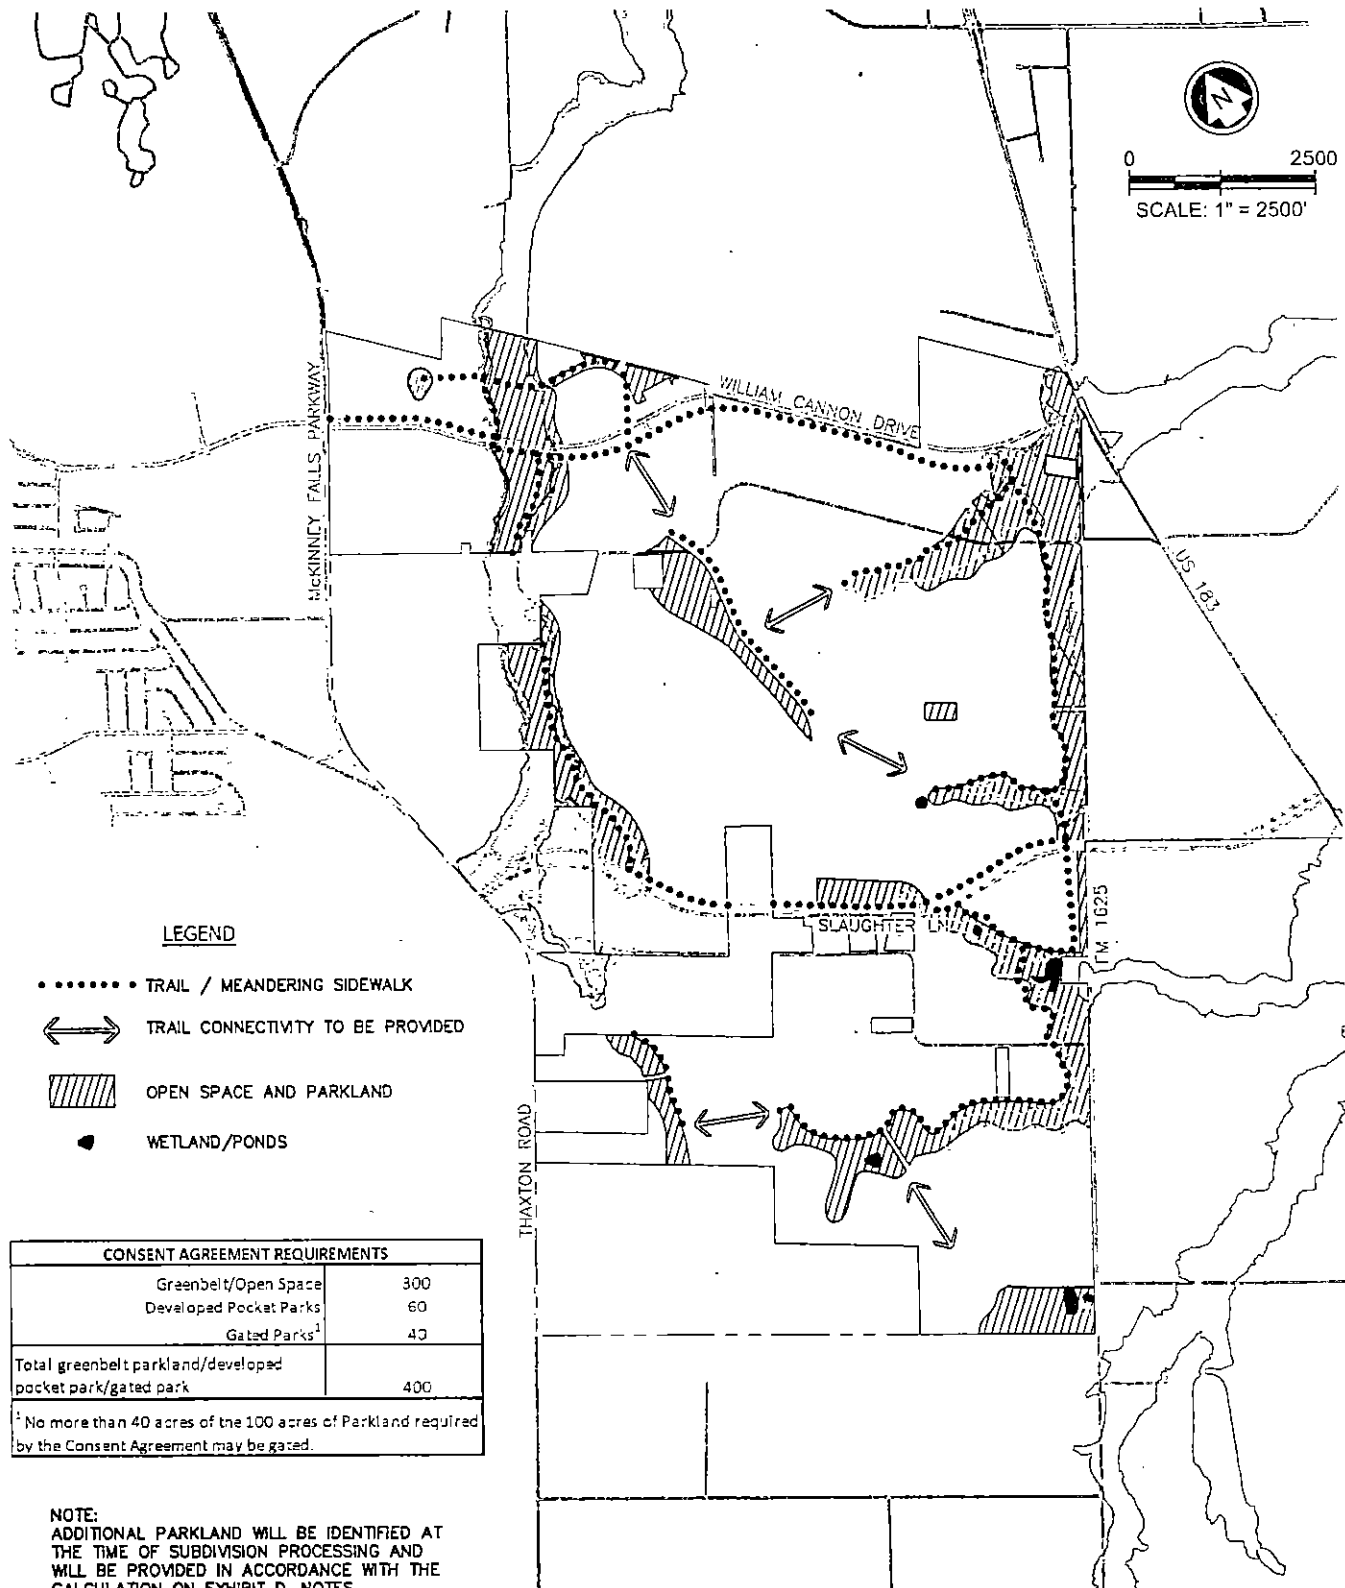 N
0 2500
SCALE: 1" = 2500'
WILLIAM CANNON DRIVE
McKINNEY FALLS PARKWAY
US 183
SLAUGHTER LN
FM 1625
THAXTON ROAD
LEGEND
TRAIL / MEANDERING SIDEWALK
TRAIL CONNECTIVITY TO BE PROVIDED
OPEN SPACE AND PARKLAND
WETLAND/PONDS
CONSENT AGREEMENT REQUIREMENTS
Greenbelt/Open Space 300
Developed Pocket Parks 60
Gated Parks¹ 40
Total greenbelt parkland/developed
pocket park/gated park 400
¹ No more than 40 acres of the 100 acres of Parkland required
by the Consent Agreement may be gated.
NOTE:
ADDITIONAL PARKLAND WILL BE IDENTIFIED AT
THE TIME OF SUBDIVISION PROCESSING AND
WILL BE PROVIDED IN ACCORDANCE WITH THE
CALCULATION ON EXHIBIT D NOTES